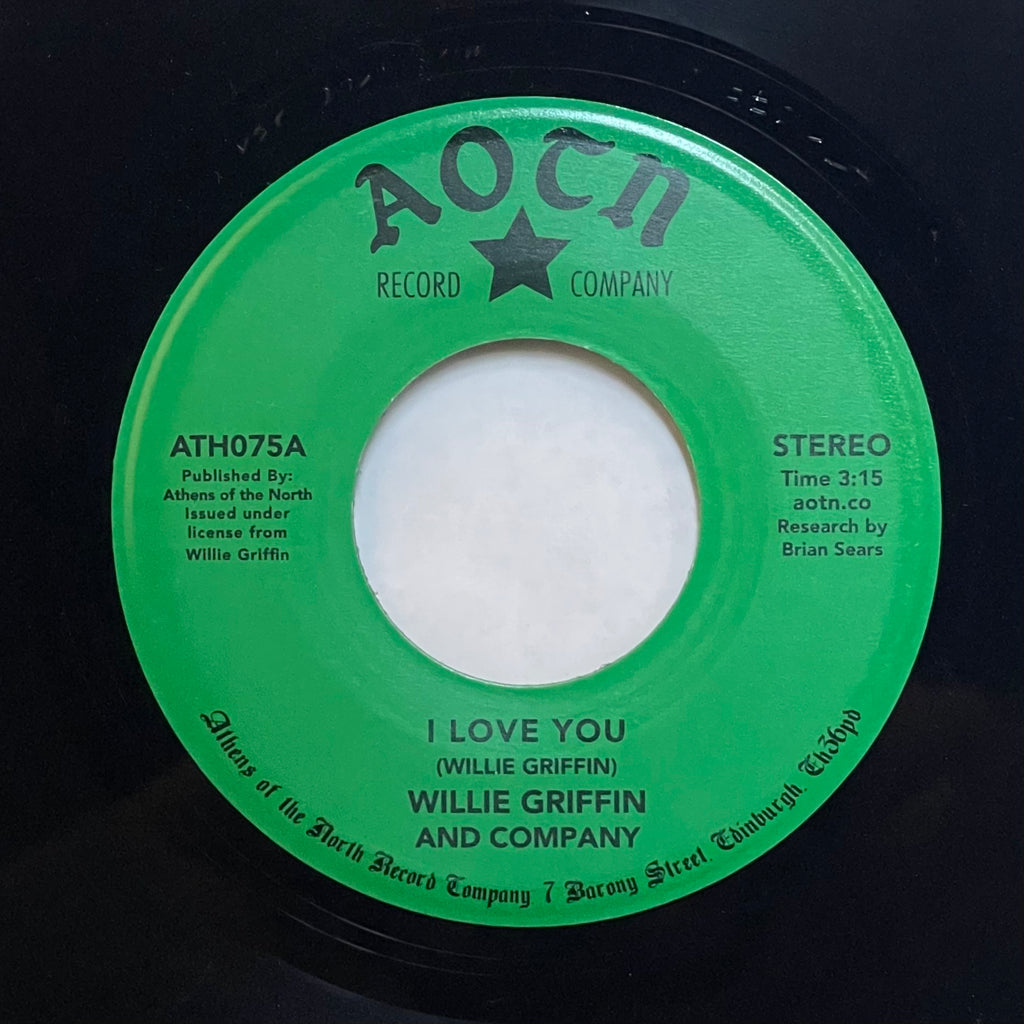 AOTN
RECORD COMPANY
ATH075A
Published By:
Athens of the North
Issued under
license from
Willie Griffin
STEREO
Time 3:15
aotn.co
Research by
Brian Sears
I LOVE YOU
(WILLIE GRIFFIN)
WILLIE GRIFFIN
AND COMPANY
Athens of the North Record Company 7 Barony Street, Edinburgh, Eh36pd